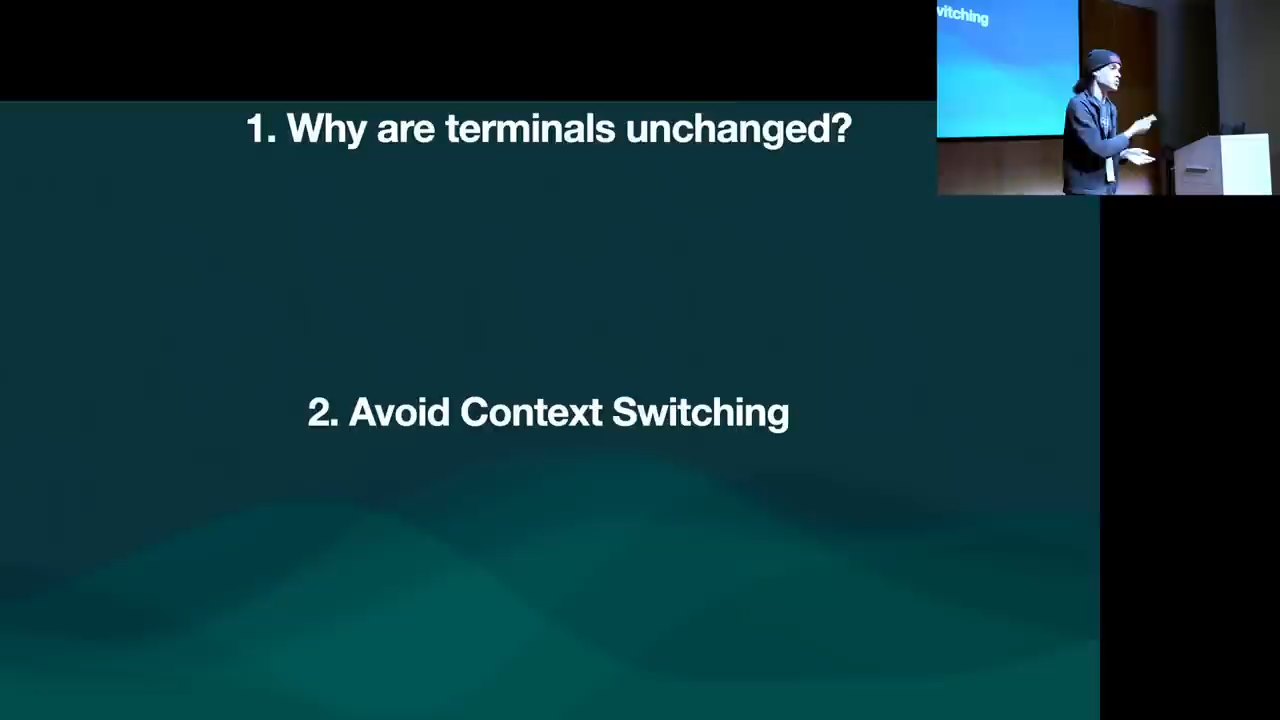 1. Why are terminals unchanged?
2. Avoid Context Switching
vitching